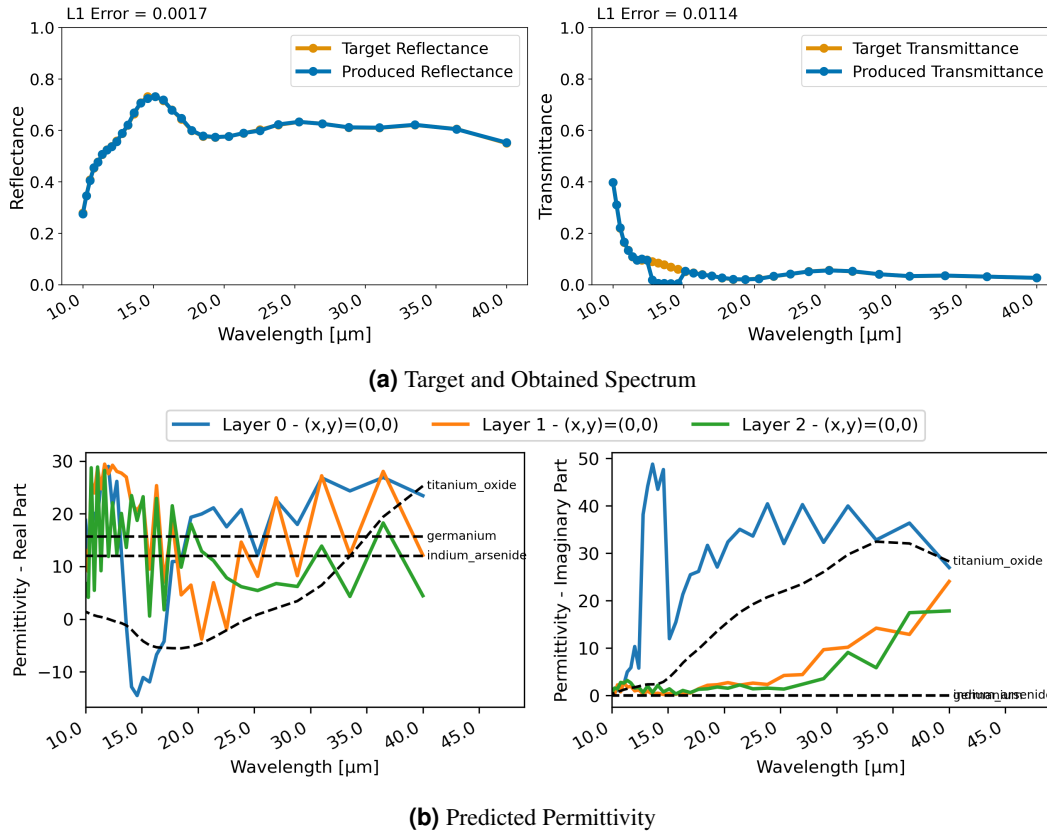 L1 Error = 0.0017
1.0
0.8
0.6
0.4
0.2
0.0
Reflectance
Target Reflectance
Produced Reflectance
10.0
15.0
20.0
25.0
30.0
35.0
40.0
Wavelength [μm]
L1 Error = 0.0114
1.0
0.8
0.6
0.4
0.2
0.0
Transmittance
Target Transmittance
Produced Transmittance
10.0
15.0
20.0
25.0
30.0
35.0
40.0
Wavelength [μm]
(a) Target and Obtained Spectrum
Layer 0 - (x,y)=(0,0)
Layer 1 - (x,y)=(0,0)
Layer 2 - (x,y)=(0,0)
30
20
10
0
−10
Permittivity - Real Part
titanium_oxide
germanium
indium_arsenide
10.0
15.0
20.0
25.0
30.0
35.0
40.0
45.0
Wavelength [μm]
50
40
30
20
10
0
Permittivity - Imaginary Part
titanium_oxide
10.0
15.0
20.0
25.0
30.0
35.0
40.0
45.0
Wavelength [μm]
(b) Predicted Permittivity